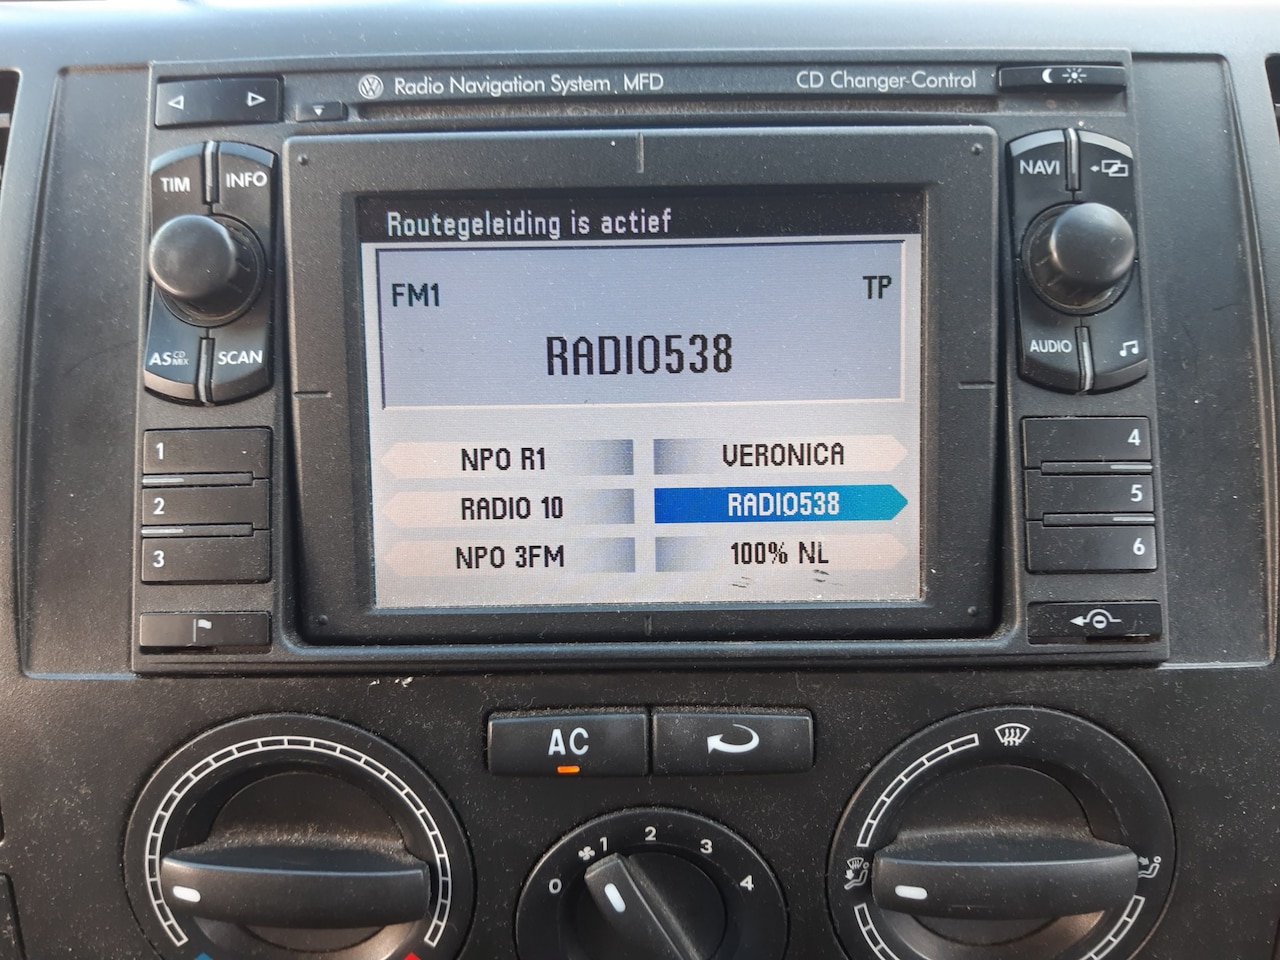 Radio Navigation System MFD
CD Changer-Control
TIM
INFO
NAVI
AS CD MIX
SCAN
AUDIO
Routegeleiding is actief
FM1
TP
RADIO538
NPO R1
VERONICA
RADIO 10
RADIO538
NPO 3FM
100% NL
1
2
3
4
5
6
AC
0
1
2
3
4